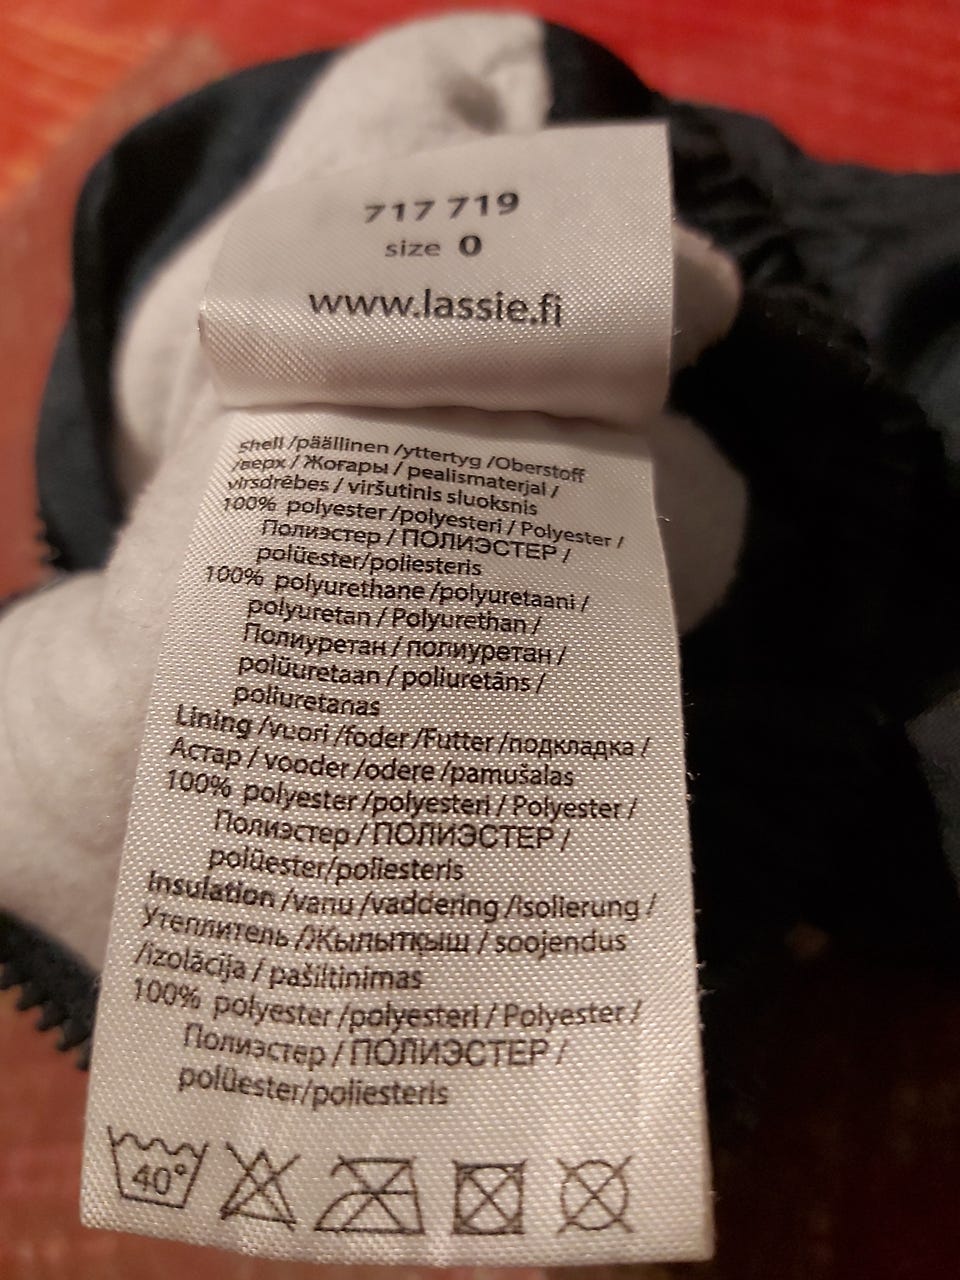 717 719
size 0
www.lassie.fi
shell /päällinen /yttertyg /Oberstoff
/верх / Жоғары / pealismaterjal /
virsdrēbes / viršutinis sluoksnis
100% polyester /polyesteri / Polyester /
Полиэстер / ПОЛИЭСТЕР /
polüester/poliesteris
100% polyurethane /polyuretaani /
polyuretan / Polyurethan /
Полиуретан / полиуретан /
polüuretaan / poliuretāns /
poliuretanas
Lining /vuori /foder /Futter /подкладка /
Астар / vooder /odere /pamušalas
100% polyester /polyesteri / Polyester /
Полиэстер / ПОЛИЭСТЕР /
polüester/poliesteris
Insulation /vanu /vaddering /Isolierung /
Утеплитель /Жылытқыш / soojendus
/izolācija / pašiltinimas
100% polyester /polyesteri / Polyester /
Полиэстер / ПОЛИЭСТЕР /
polüester/poliesteris
40°